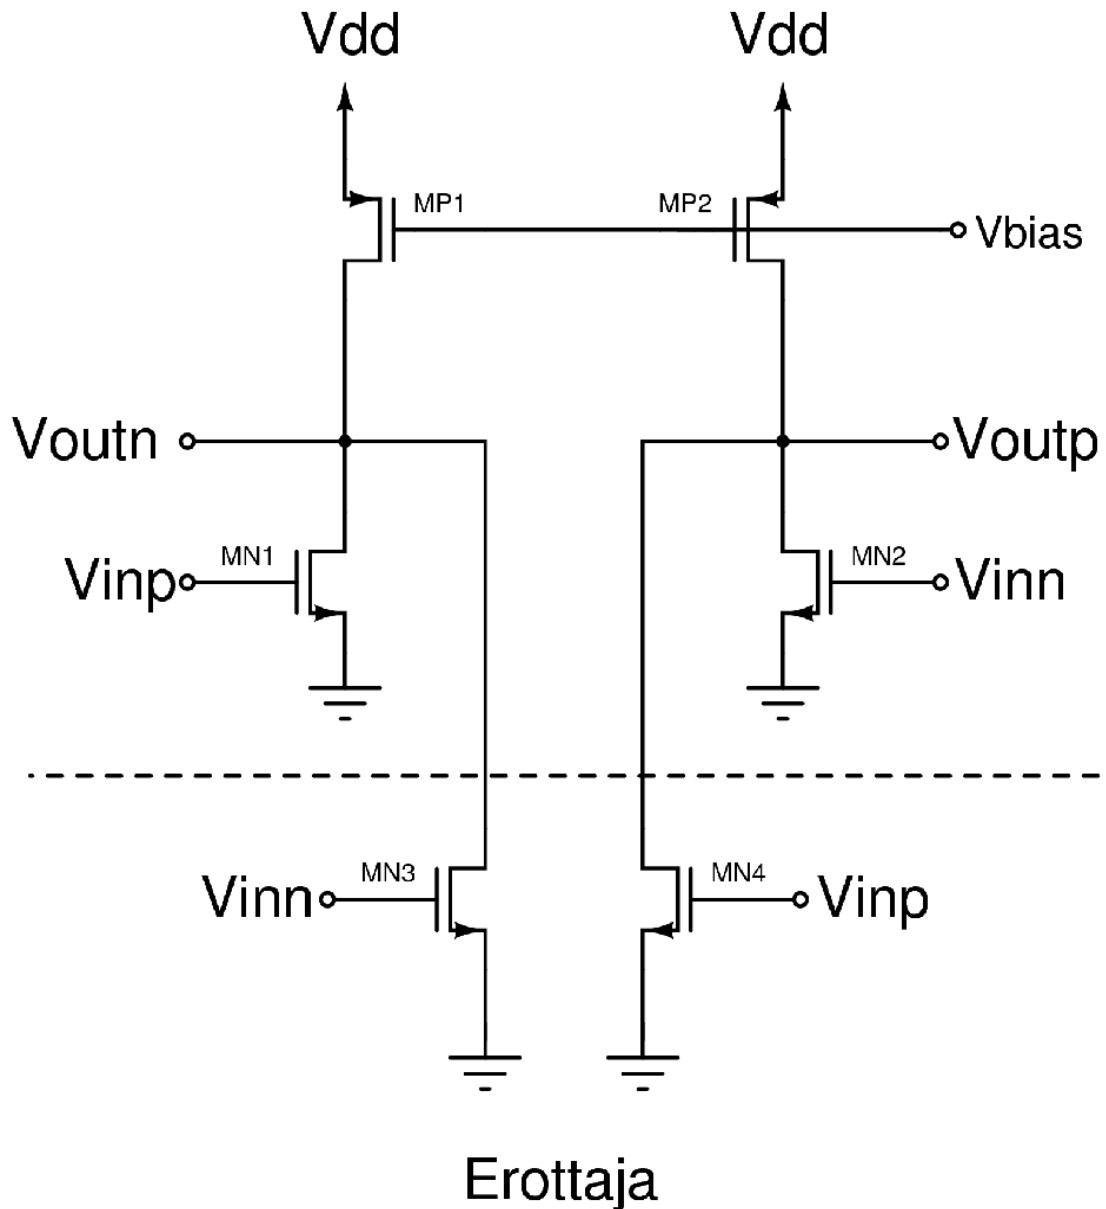 Vdd Vdd
MP1 MP2 Vbias
Voutn Voutp
Vinp MN1 MN2 Vinn
Vinn MN3 MN4 Vinp
Erottaja